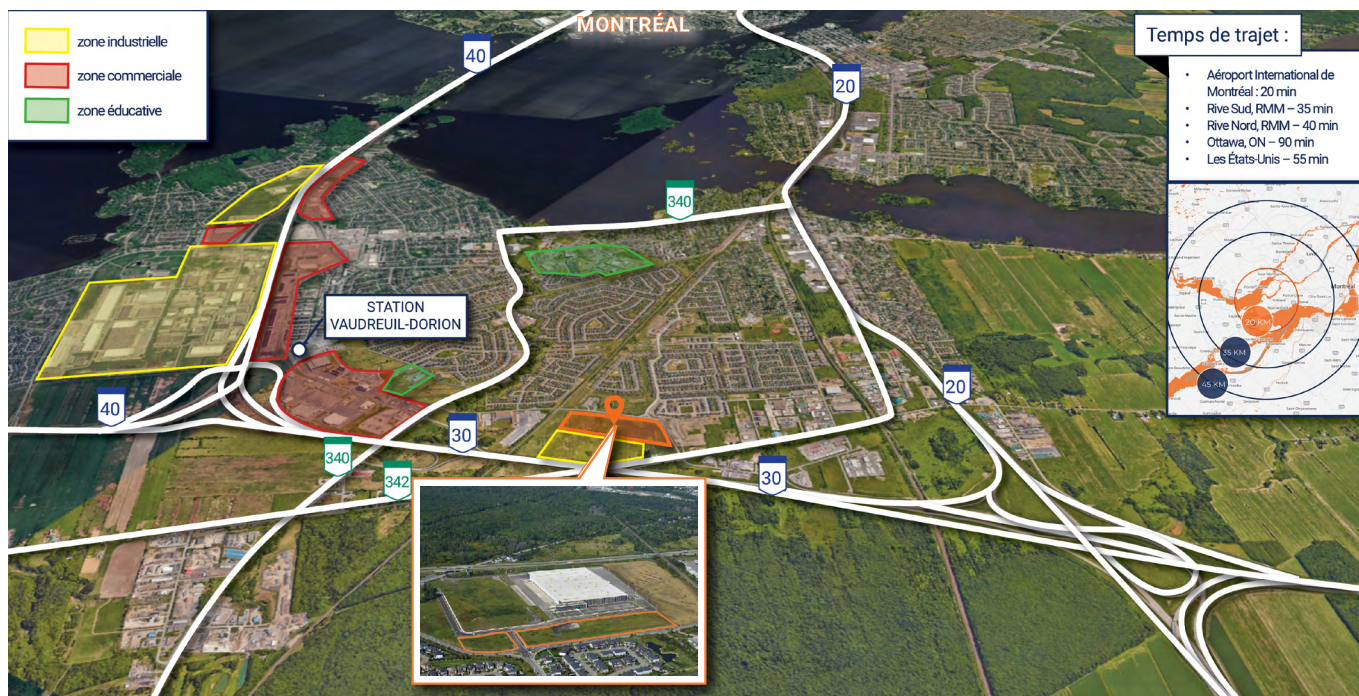 MONTRÉAL
zone industrielle
zone commerciale
zone éducative
40
20
Temps de trajet :
• Aéroport International de
Montréal : 20 min
• Rive Sud, RMM – 35 min
• Rive Nord, RMM – 40 min
• Ottawa, ON – 90 min
• Les États-Unis – 55 min
340
STATION
VAUDREUIL-DORION
Montréal
20 KM
35 KM
45 KM
40
20
30
340
342
30